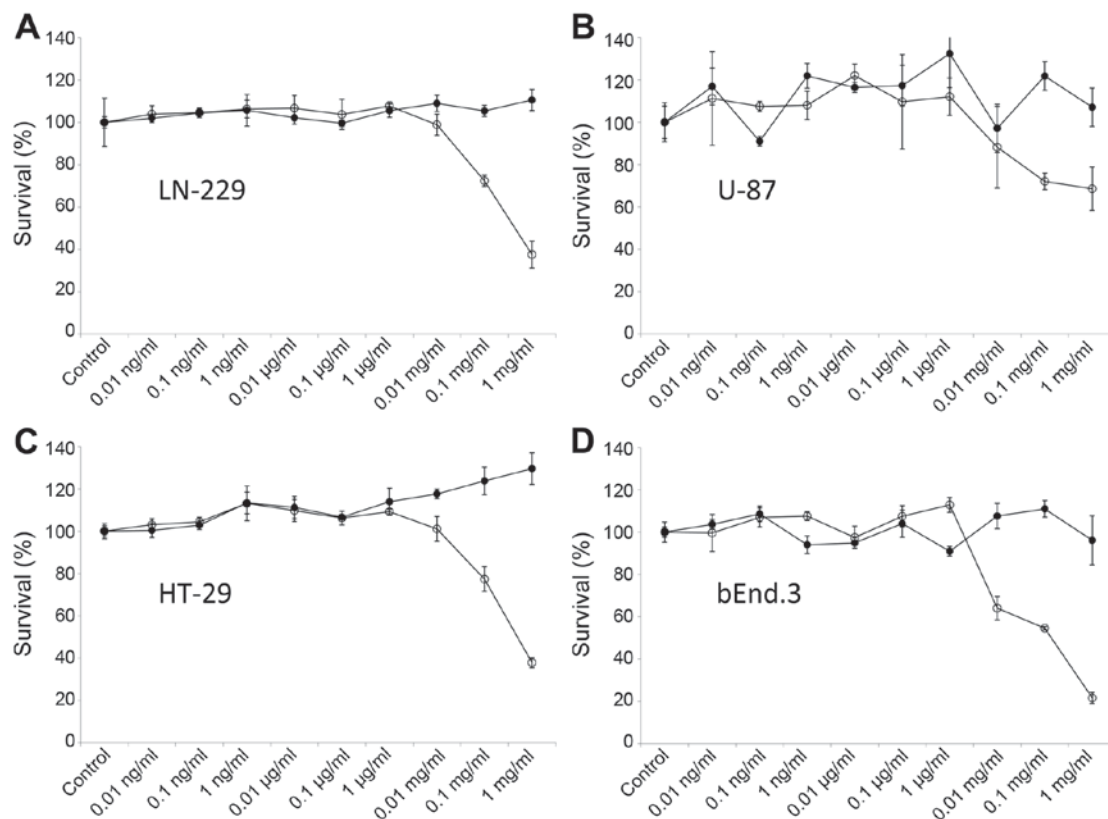 A
140
120
100
80
60
40
20
0
Survival (%)
LN-229
Control
0.01 ng/ml
0.1 ng/ml
1 ng/ml
0.01 µg/ml
0.1 µg/ml
1 µg/ml
0.01 mg/ml
0.1 mg/ml
1 mg/ml
B
140
120
100
80
60
40
20
0
Survival (%)
U-87
Control
0.01 ng/ml
0.1 ng/ml
1 ng/ml
0.01 µg/ml
0.1 µg/ml
1 µg/ml
0.01 mg/ml
0.1 mg/ml
1 mg/ml
C
140
120
100
80
60
40
20
0
Survival (%)
HT-29
Control
0.01 ng/ml
0.1 ng/ml
1 ng/ml
0.01 µg/ml
0.1 µg/ml
1 µg/ml
0.01 mg/ml
0.1 mg/ml
1 mg/ml
D
140
120
100
80
60
40
20
0
Survival (%)
bEnd.3
Control
0.01 ng/ml
0.1 ng/ml
1 ng/ml
0.01 µg/ml
0.1 µg/ml
1 µg/ml
0.01 mg/ml
0.1 mg/ml
1 mg/ml